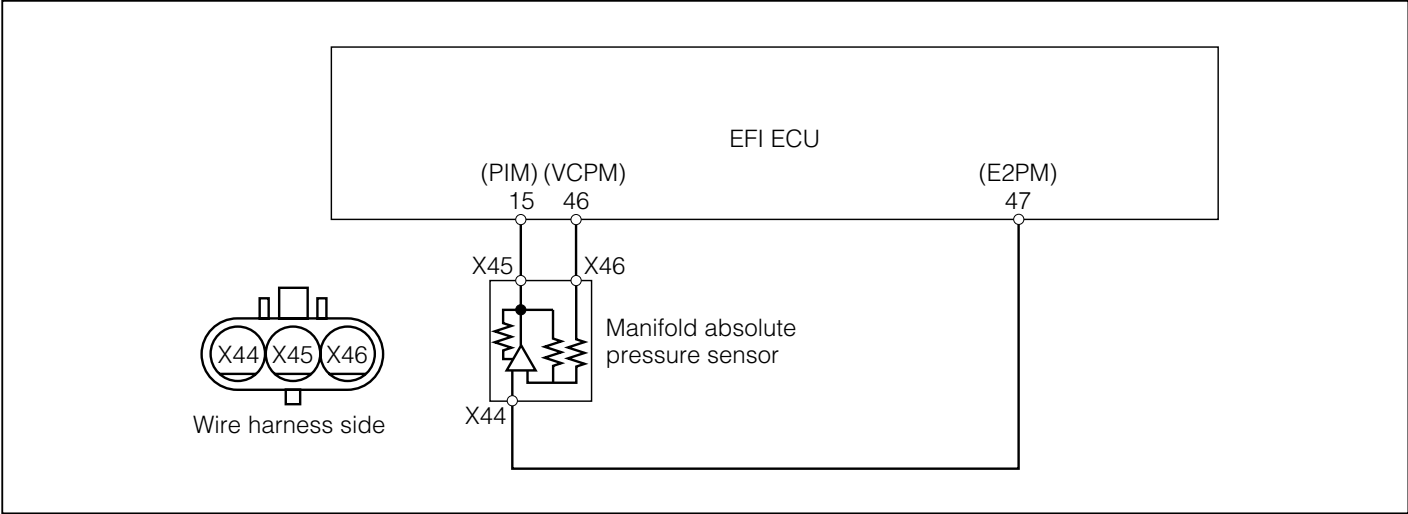 EFI ECU
(PIM) (VCPM)
(E2PM)
15
46
47
X45
X46
Manifold absolute
pressure sensor
X44
X45
X46
X44
Wire harness side